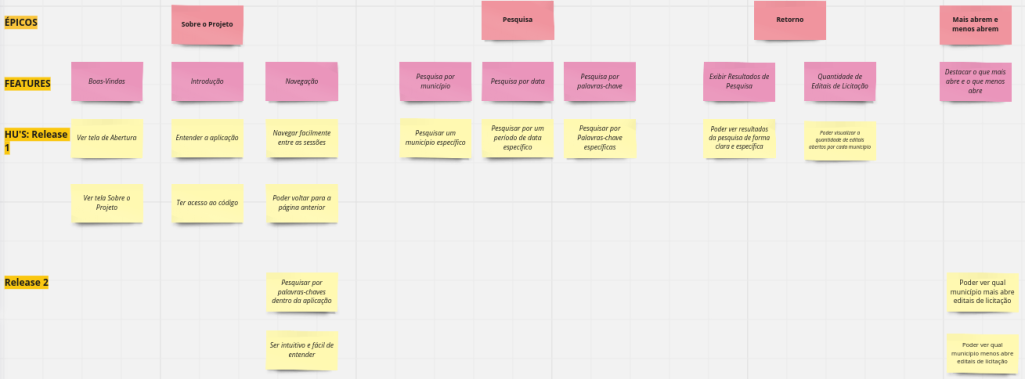 ÉPICOS
Sobre o Projeto
Pesquisa
Retorno
Mais abrem e
menos abrem
FEATURES
Boas-Vindas
Introdução
Navegação
Pesquisa por
município
Pesquisa por data
Pesquisa por
palavras-chave
Exibir Resultados de
Pesquisa
Quantidade de
Editais de Licitação
Destacar o que mais
abre e o que menos
abre
HU'S: Release
1
Ver tela de Abertura
Entender a aplicação
Navegar facilmente
entre as sessões
Pesquisar um
município específico
Pesquisar por um
período de data
específico
Pesquisar por
Palavras-chave
específicas
Poder ver resultados
da pesquisa de forma
clara e específica
Poder visualizar a
quantidade de editais
abertos por cada município
Ver tela Sobre o
Projeto
Ter acesso ao código
Poder voltar para a
página anterior
Release 2
Pesquisar por
palavras-chaves
dentro da aplicação
Poder ver qual
município mais abre
editais de licitação
Ser intuitivo e fácil de
entender
Poder ver qual
município menos abre
editais de licitação